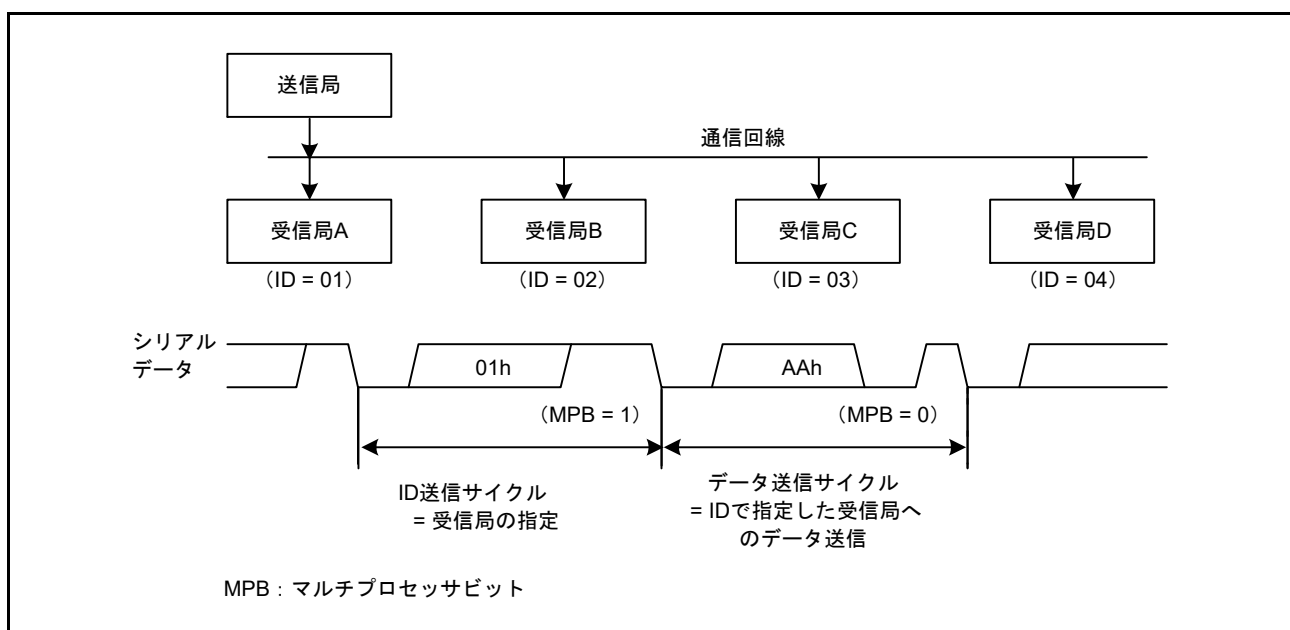 送信局
通信回線
受信局A
受信局B
受信局C
受信局D
（ID = 01）
（ID = 02）
（ID = 03）
（ID = 04）
シリアル
データ
01h
AAh
（MPB = 1）
（MPB = 0）
ID送信サイクル
= 受信局の指定
データ送信サイクル
= IDで指定した受信局へ
のデータ送信
MPB：マルチプロセッサビット